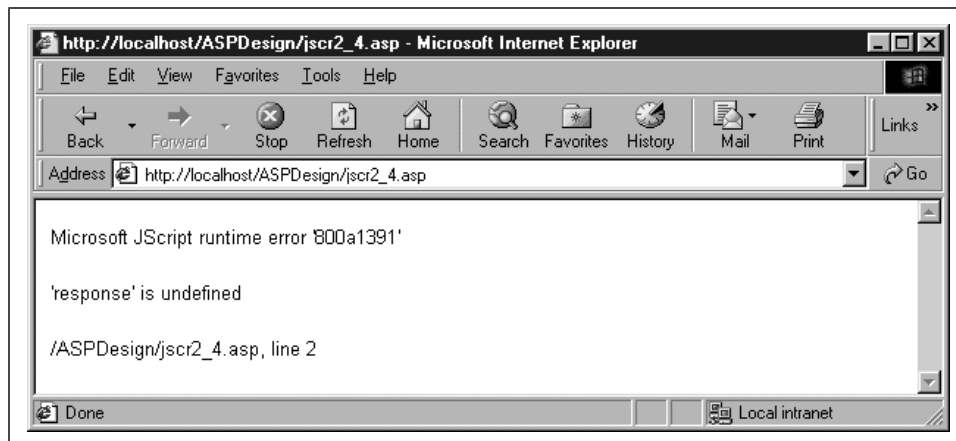 http://localhost/ASPDesign/jscr2_4.asp - Microsoft Internet Explorer
File Edit View Favorites Tools Help
Back Forward Stop Refresh Home Search Favorites History Mail Print Links »
Address http://localhost/ASPDesign/jscr2_4.asp Go
Microsoft JScript runtime error '800a1391'
'response' is undefined
/ASPDesign/jscr2_4.asp, line 2
Done Local intranet